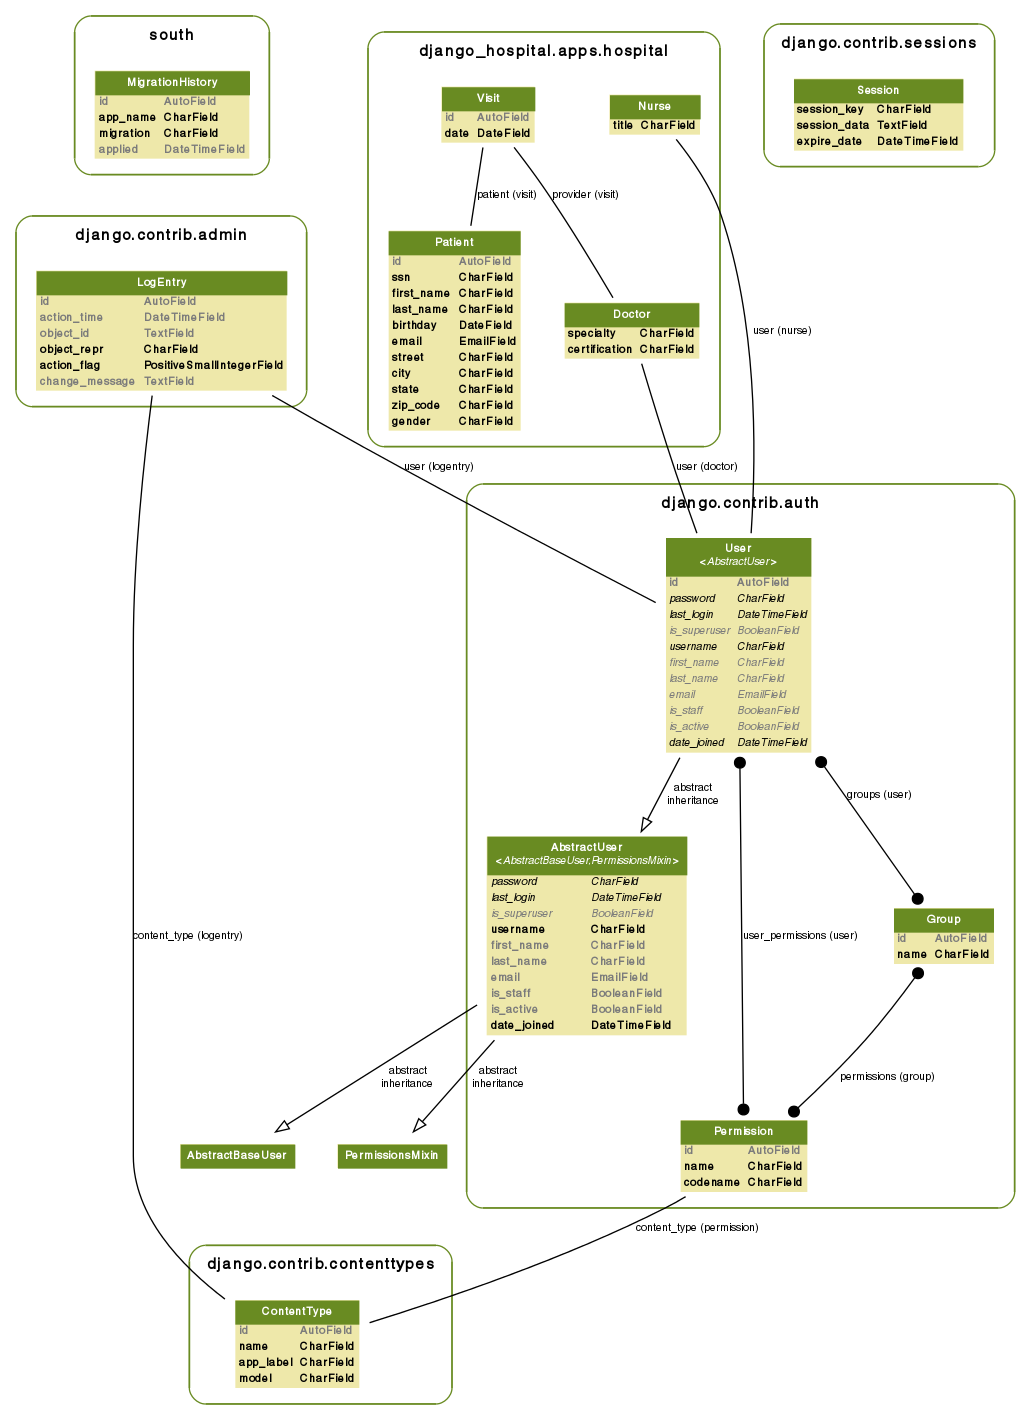 south
MigrationHistory
id AutoField
app_name CharField
migration CharField
applied DateTimeField
django_hospital.apps.hospital
Visit
id AutoField
date DateField
Nurse
title CharField
patient (visit)
provider (visit)
Patient
id AutoField
ssn CharField
first_name CharField
last_name CharField
birthday DateField
email EmailField
street CharField
city CharField
state CharField
zip_code CharField
gender CharField
Doctor
specialty CharField
certification CharField
django.contrib.sessions
Session
session_key CharField
session_data TextField
expire_date DateTimeField
django.contrib.admin
LogEntry
id AutoField
action_time DateTimeField
object_id TextField
object_repr CharField
action_flag PositiveSmallIntegerField
change_message TextField
user (nurse)
user (logentry)
user (doctor)
django.contrib.auth
User
<AbstractUser>
id AutoField
password CharField
last_login DateTimeField
is_superuser BooleanField
username CharField
first_name CharField
last_name CharField
email EmailField
is_staff BooleanField
is_active BooleanField
date_joined DateTimeField
abstract
inheritance
groups (user)
AbstractUser
<AbstractBaseUser,PermissionsMixin>
password CharField
last_login DateTimeField
is_superuser BooleanField
username CharField
first_name CharField
last_name CharField
email EmailField
is_staff BooleanField
is_active BooleanField
date_joined DateTimeField
content_type (logentry)
user_permissions (user)
Group
id AutoField
name CharField
abstract
inheritance
abstract
inheritance
permissions (group)
AbstractBaseUser
PermissionsMixin
Permission
id AutoField
name CharField
codename CharField
content_type (permission)
django.contrib.contenttypes
ContentType
id AutoField
name CharField
app_label CharField
model CharField